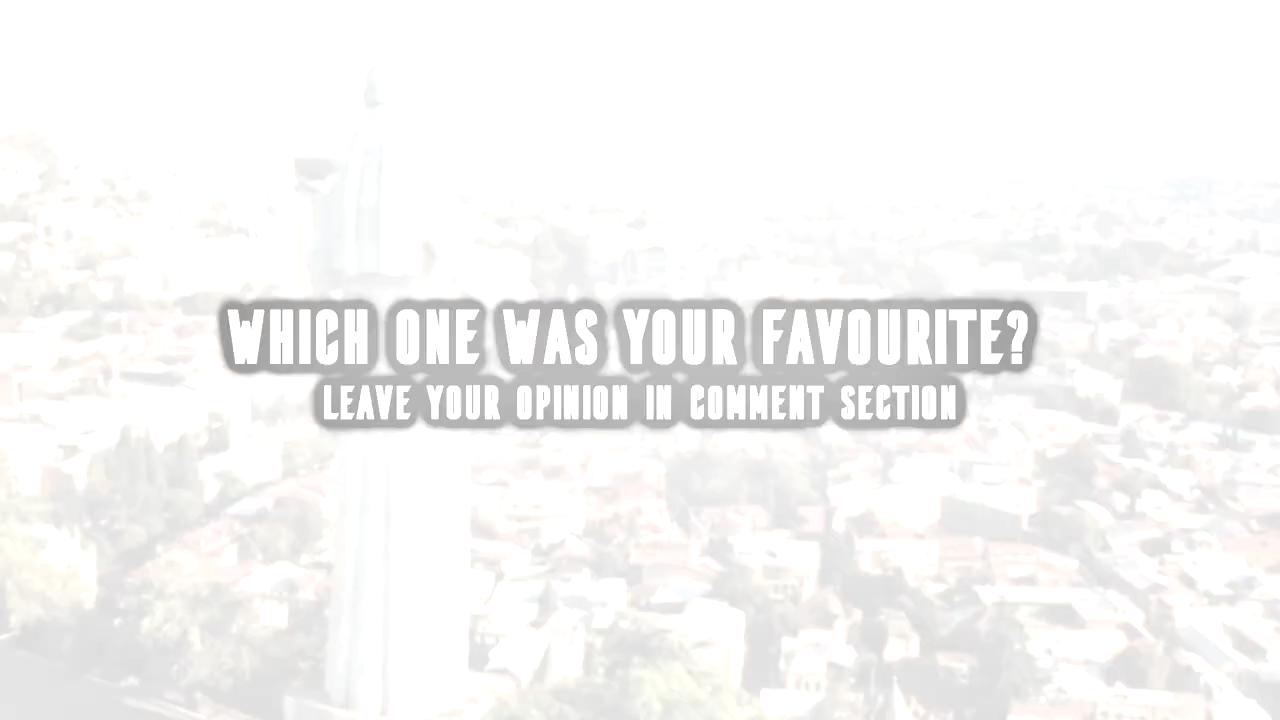 WHICH ONE WAS YOUR FAVOURITE?
LEAVE YOUR OPINION IN COMMENT SECTION